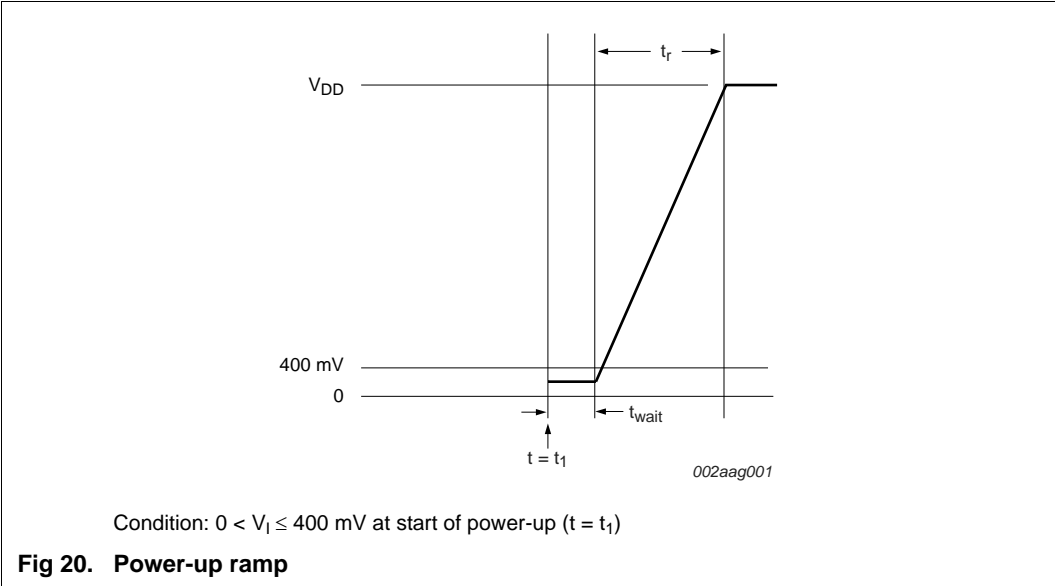 t_r
V_DD
400 mV
0
t_wait
t = t_1
002aag001
Condition: 0 < V_I ≤ 400 mV at start of power-up (t = t_1)
Fig 20. Power-up ramp